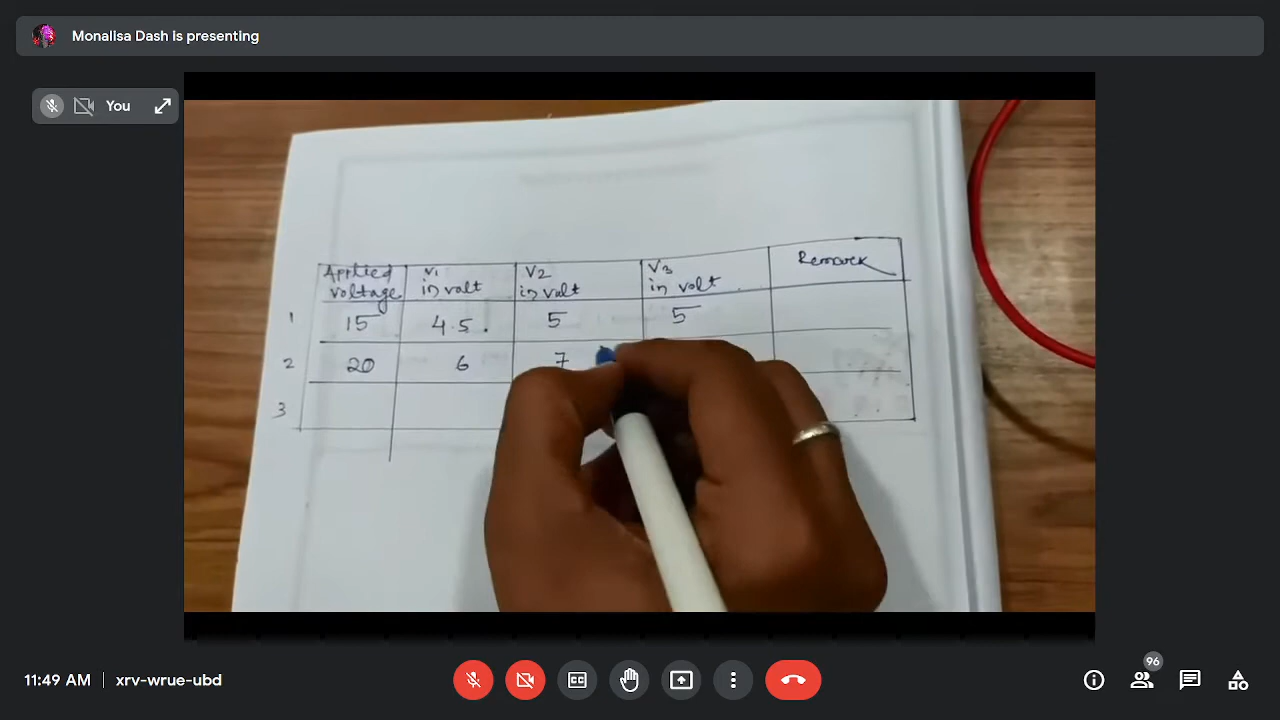 Monalisa Dash is presenting
You
Applied voltage
V1 in volt
V2 in volt
V3 in volt
Remark
1 15 4.5 5 5
2 20 6 7
3
11:49 AM xrv-wrue-ubd
96